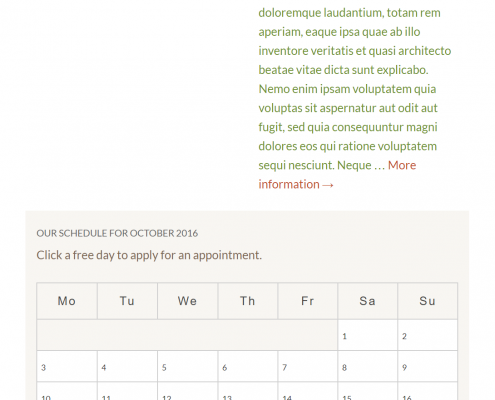 doloremque laudantium, totam rem
aperiam, eaque ipsa quae ab illo
inventore veritatis et quasi architecto
beatae vitae dicta sunt explicabo.
Nemo enim ipsam voluptatem quia
voluptas sit aspernatur aut odit aut
fugit, sed quia consequuntur magni
dolores eos qui ratione voluptatem
sequi nesciunt. Neque … More
information →
OUR SCHEDULE FOR OCTOBER 2016
Click a free day to apply for an appointment.
Mo Tu We Th Fr Sa Su
1 2
3 4 5 6 7 8 9
10 11 12 13 14 15 16